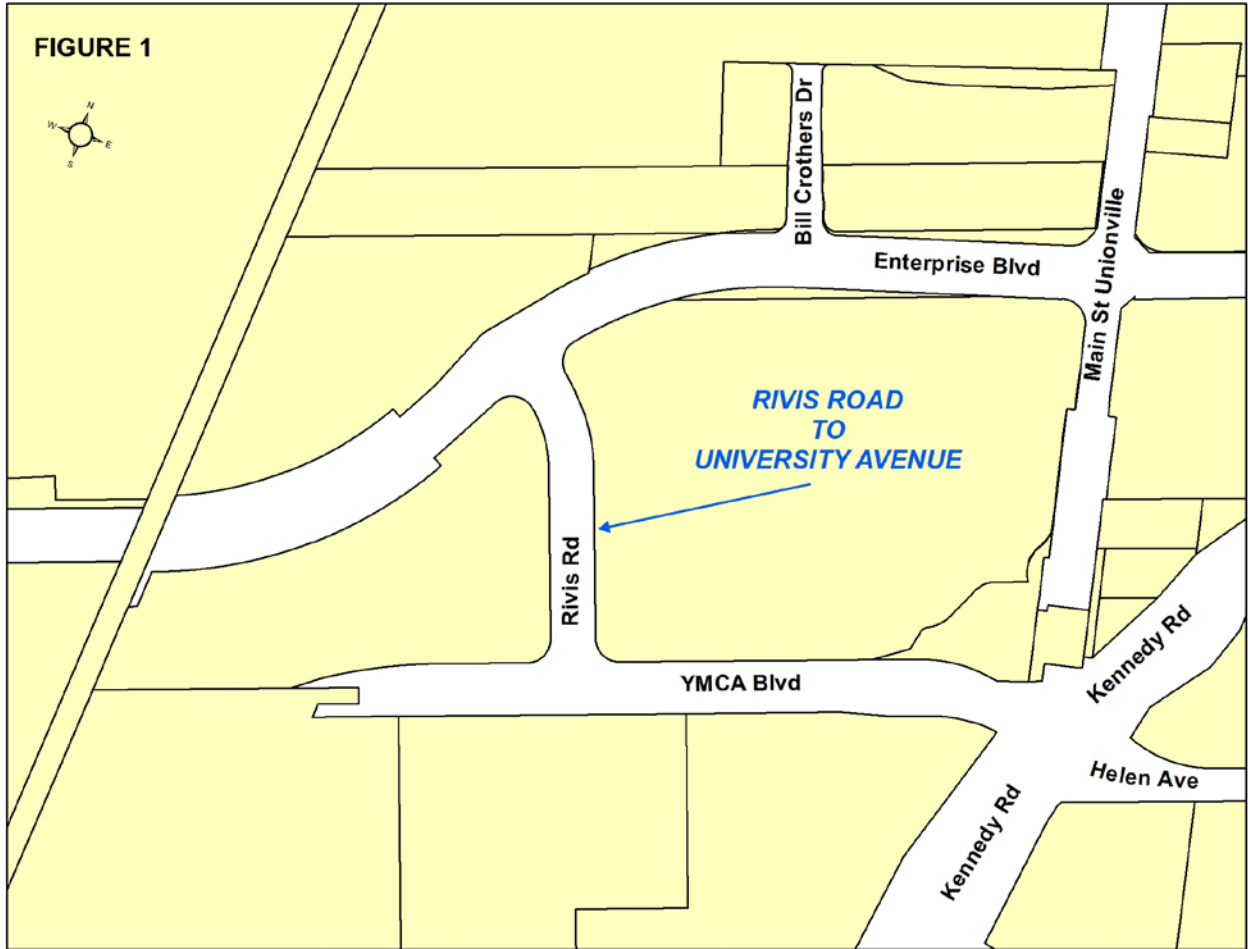 FIGURE 1
N
W
E
S
Bill Crothers Dr
Enterprise Blvd
Main St Unionville
RIVIS ROAD
TO
UNIVERSITY AVENUE
Rivis Rd
YMCA Blvd
Kennedy Rd
Helen Ave
Kennedy Rd